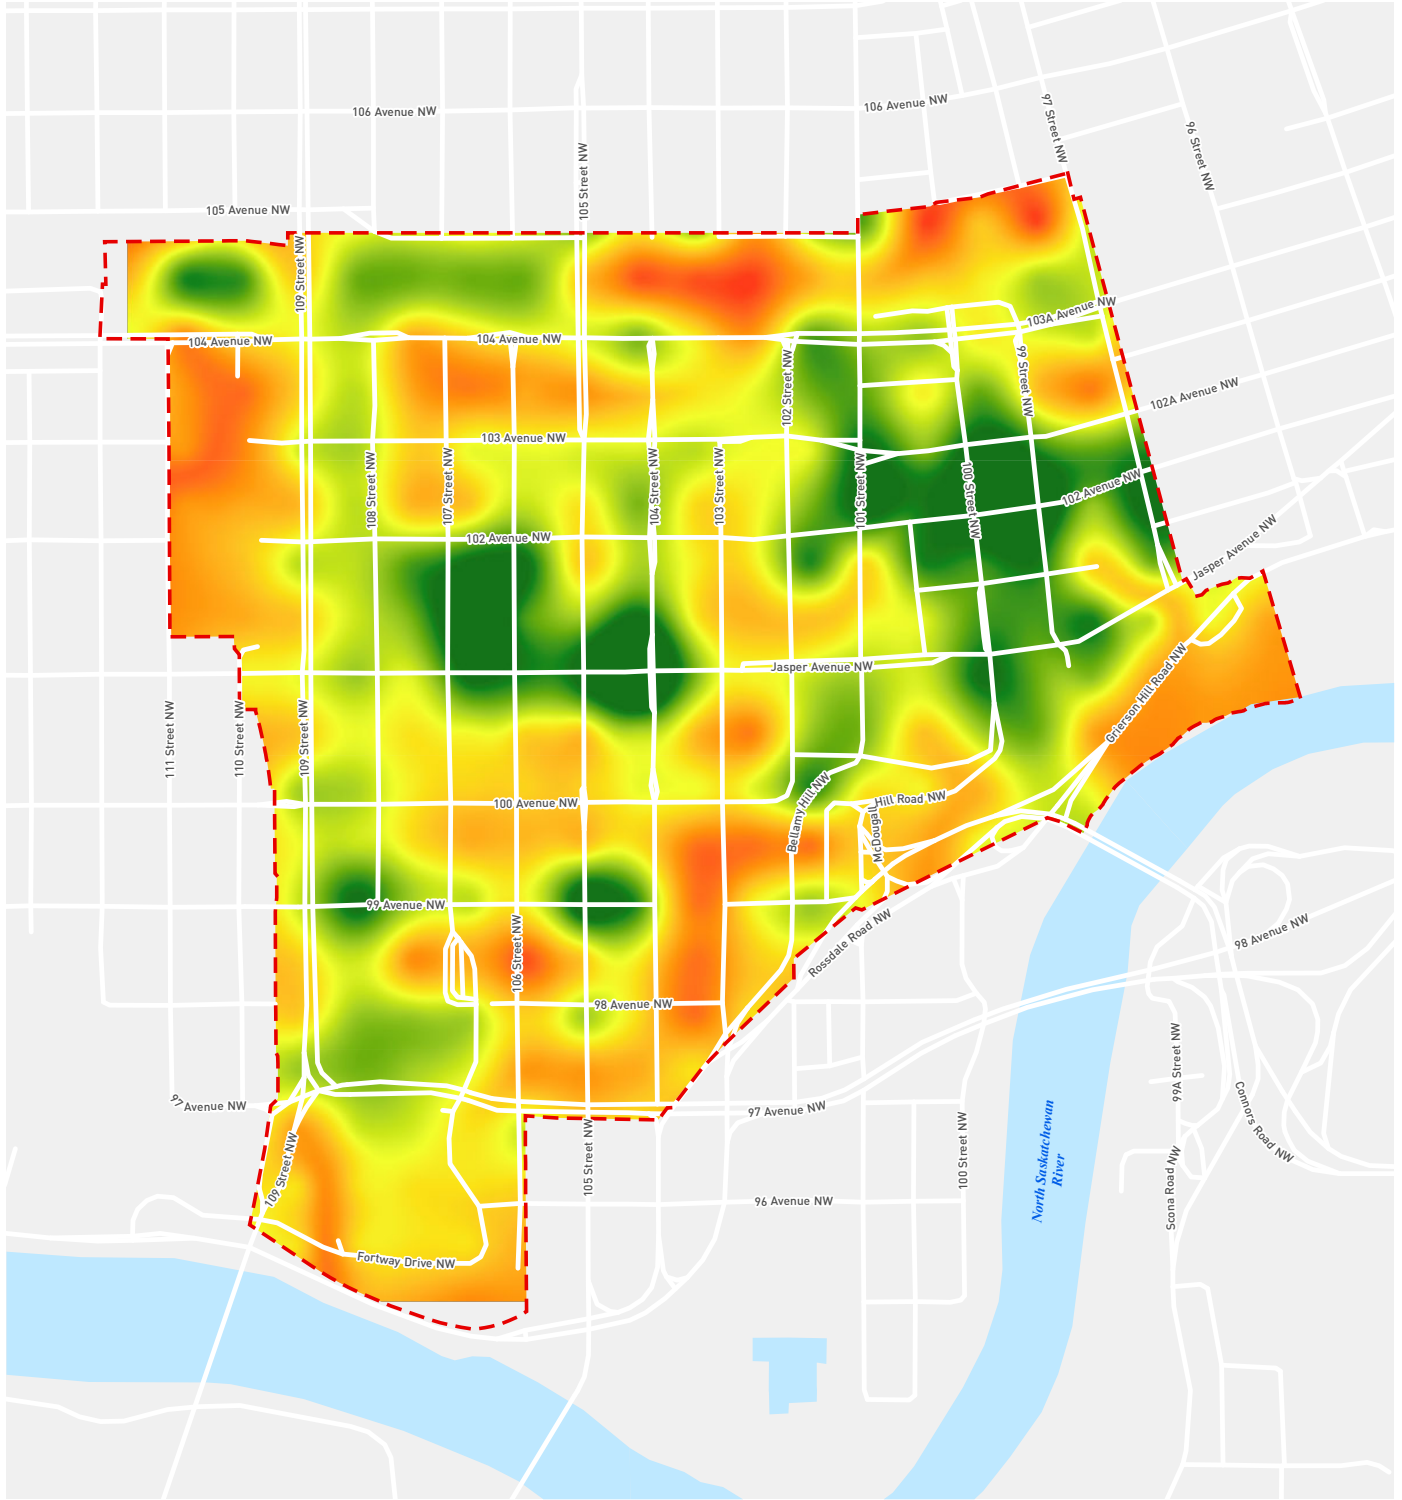 106 Avenue NW
106 Avenue NW
97 Street NW
96 Street NW
105 Street NW
105 Avenue NW
109 Street NW
103A Avenue NW
104 Avenue NW
104 Avenue NW
99 Street NW
102 Street NW
102A Avenue NW
103 Avenue NW
108 Street NW
107 Street NW
104 Street NW
103 Street NW
101 Street NW
100 Street NW
102 Avenue NW
102 Avenue NW
Jasper Avenue NW
Jasper Avenue NW
Grierson Hill Road NW
111 Street NW
110 Street NW
109 Street NW
100 Avenue NW
Bellamy Hill NW
McDougall
Hill Road NW
99 Avenue NW
106 Street NW
Rossdale Road NW
98 Avenue NW
98 Avenue NW
97 Avenue NW
97 Avenue NW
99A Street NW
Connors Road NW
109 Street NW
105 Street NW
100 Street NW
North Saskatchewan
River
Scona Road NW
96 Avenue NW
Fortway Drive NW